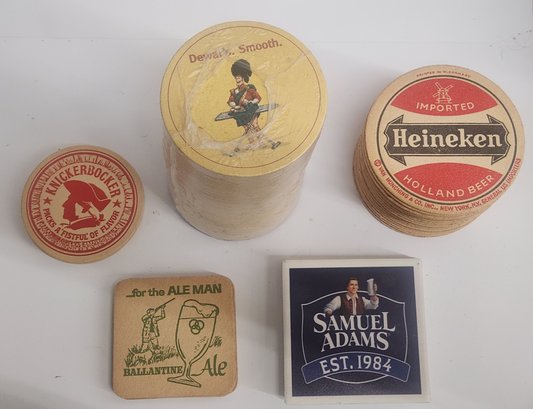 Dewar's. Smooth.
IMPORTED
Heineken
HOLLAND BEER
KNICKERBOCKER
PACKS A FISTFUL OF FLAVOR
...for the ALE MAN
BALLANTINE Ale
SAMUEL
ADAMS
EST. 1984